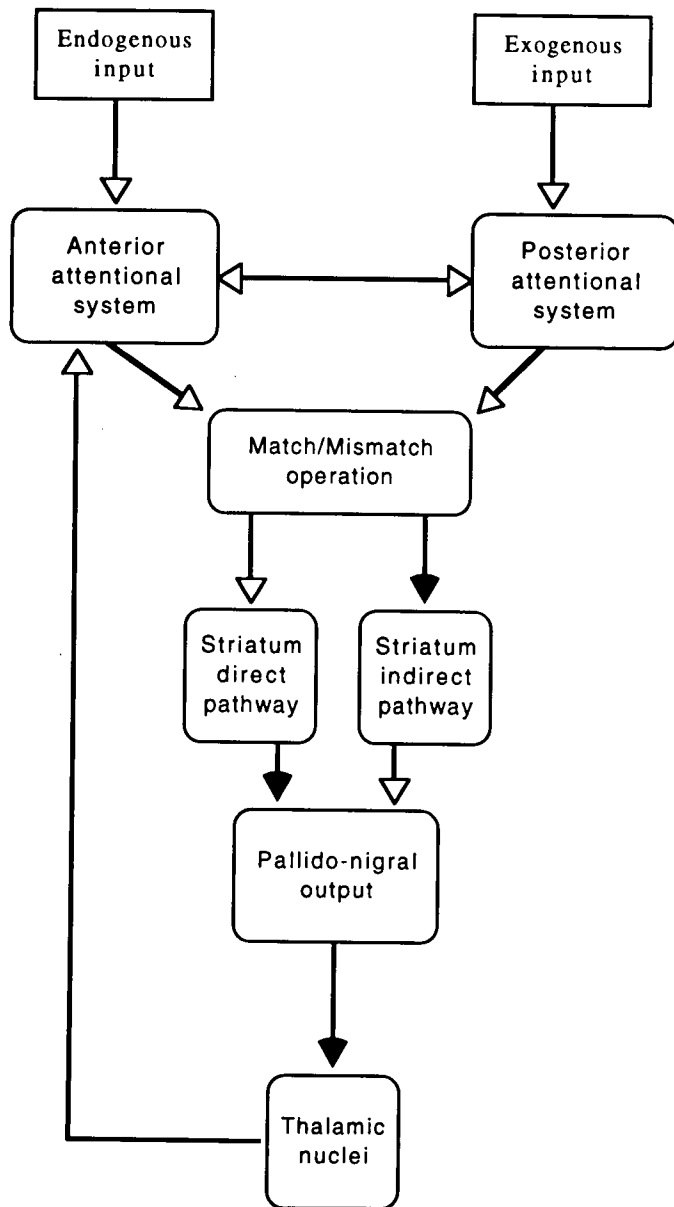 Endogenous
input
Exogenous
input
Anterior
attentional
system
Posterior
attentional
system
Match/Mismatch
operation
Striatum
direct
pathway
Striatum
indirect
pathway
Pallido-nigral
output
Thalamic
nuclei